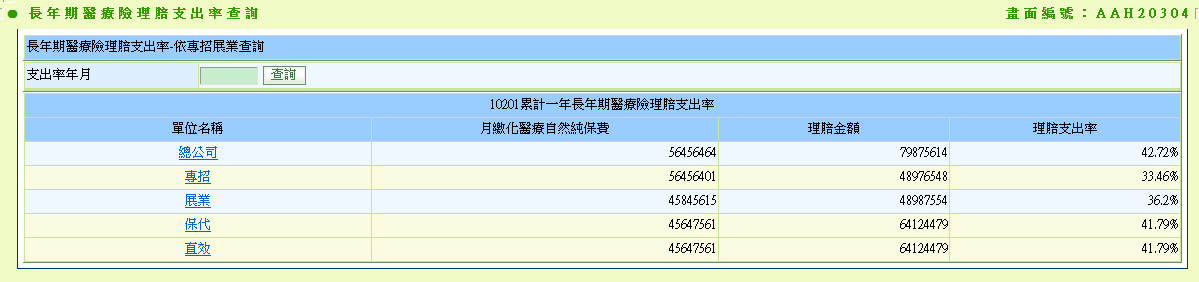 ● 長年期醫療險理賠支出率查詢 畫面編號：AAH20304
長年期醫療險理賠支出率-依專招展業查詢
支出率年月 查詢
10201累計一年長年期醫療險理賠支出率
單位名稱 月繳化醫療自然純保費 理賠金額 理賠支出率
總公司 56456464 79875614 42.72%
專招 56456401 48976548 33.46%
展業 45845615 48987554 36.2%
保代 45647561 64124479 41.79%
直效 45647561 64124479 41.79%